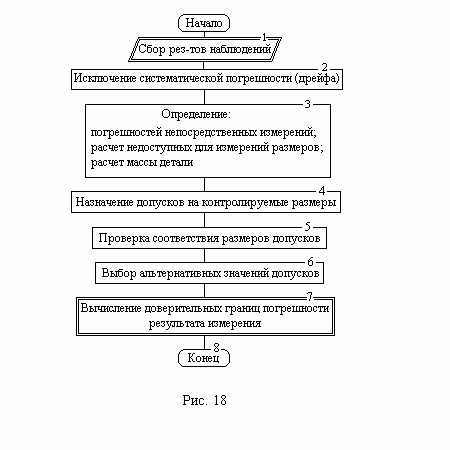 Начало
1
Сбор рез-тов наблюдений
2
Исключение систематической погрешности (дрейфа)
3
Определение:
погрешностей непосредственных измерений;
расчет недоступных для измерений размеров;
расчет массы детали
4
Назначение допусков на контролируемые размеры
5
Проверка соответствия размеров допусков
6
Выбор альтернативных значений допусков
7
Вычисление доверительных границ погрешности
результата измерения
8
Конец
Рис. 18